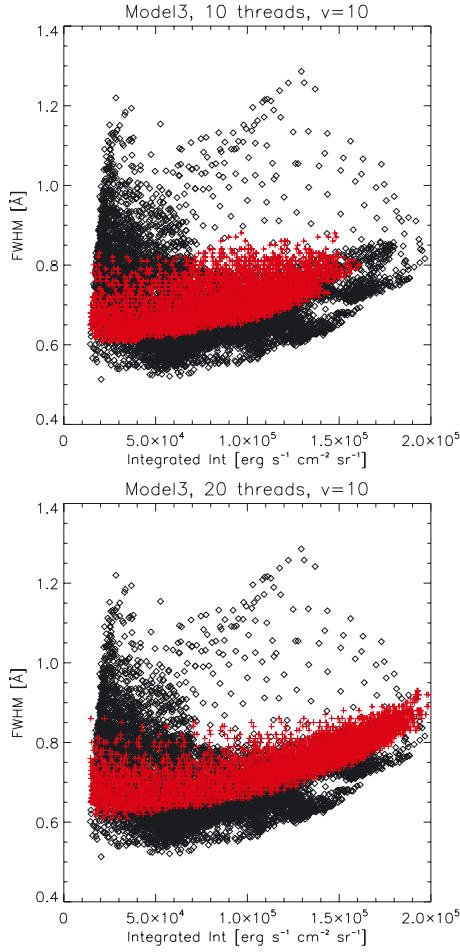 Model3, 10 threads, v=10
1.4
1.2
1.0
0.8
0.6
0.4
FWHM [Å]
0 5.0×10⁴ 1.0×10⁵ 1.5×10⁵ 2.0×10⁵
Integrated Int [erg s⁻¹ cm⁻² sr⁻¹]
Model3, 20 threads, v=10
1.4
1.2
1.0
0.8
0.6
0.4
FWHM [Å]
0 5.0×10⁴ 1.0×10⁵ 1.5×10⁵ 2.0×10⁵
Integrated Int [erg s⁻¹ cm⁻² sr⁻¹]